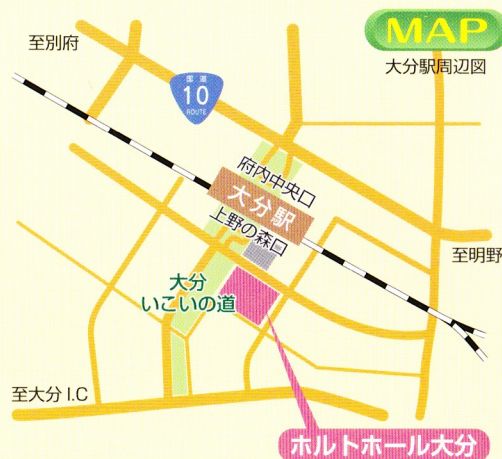 MAP
大分駅周辺図
至別府
国道
10
ROUTE
府内中央口
大分駅
上野の森口
至明野
大分
いこいの道
至大分I.C
ホルトホール大分